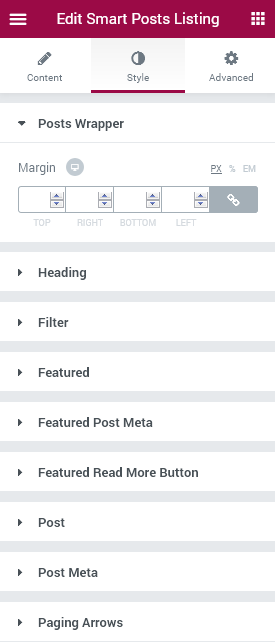 Edit Smart Posts Listing
Content Style Advanced
Posts Wrapper
Margin PX % EM
TOP RIGHT BOTTOM LEFT
Heading
Filter
Featured
Featured Post Meta
Featured Read More Button
Post
Post Meta
Paging Arrows